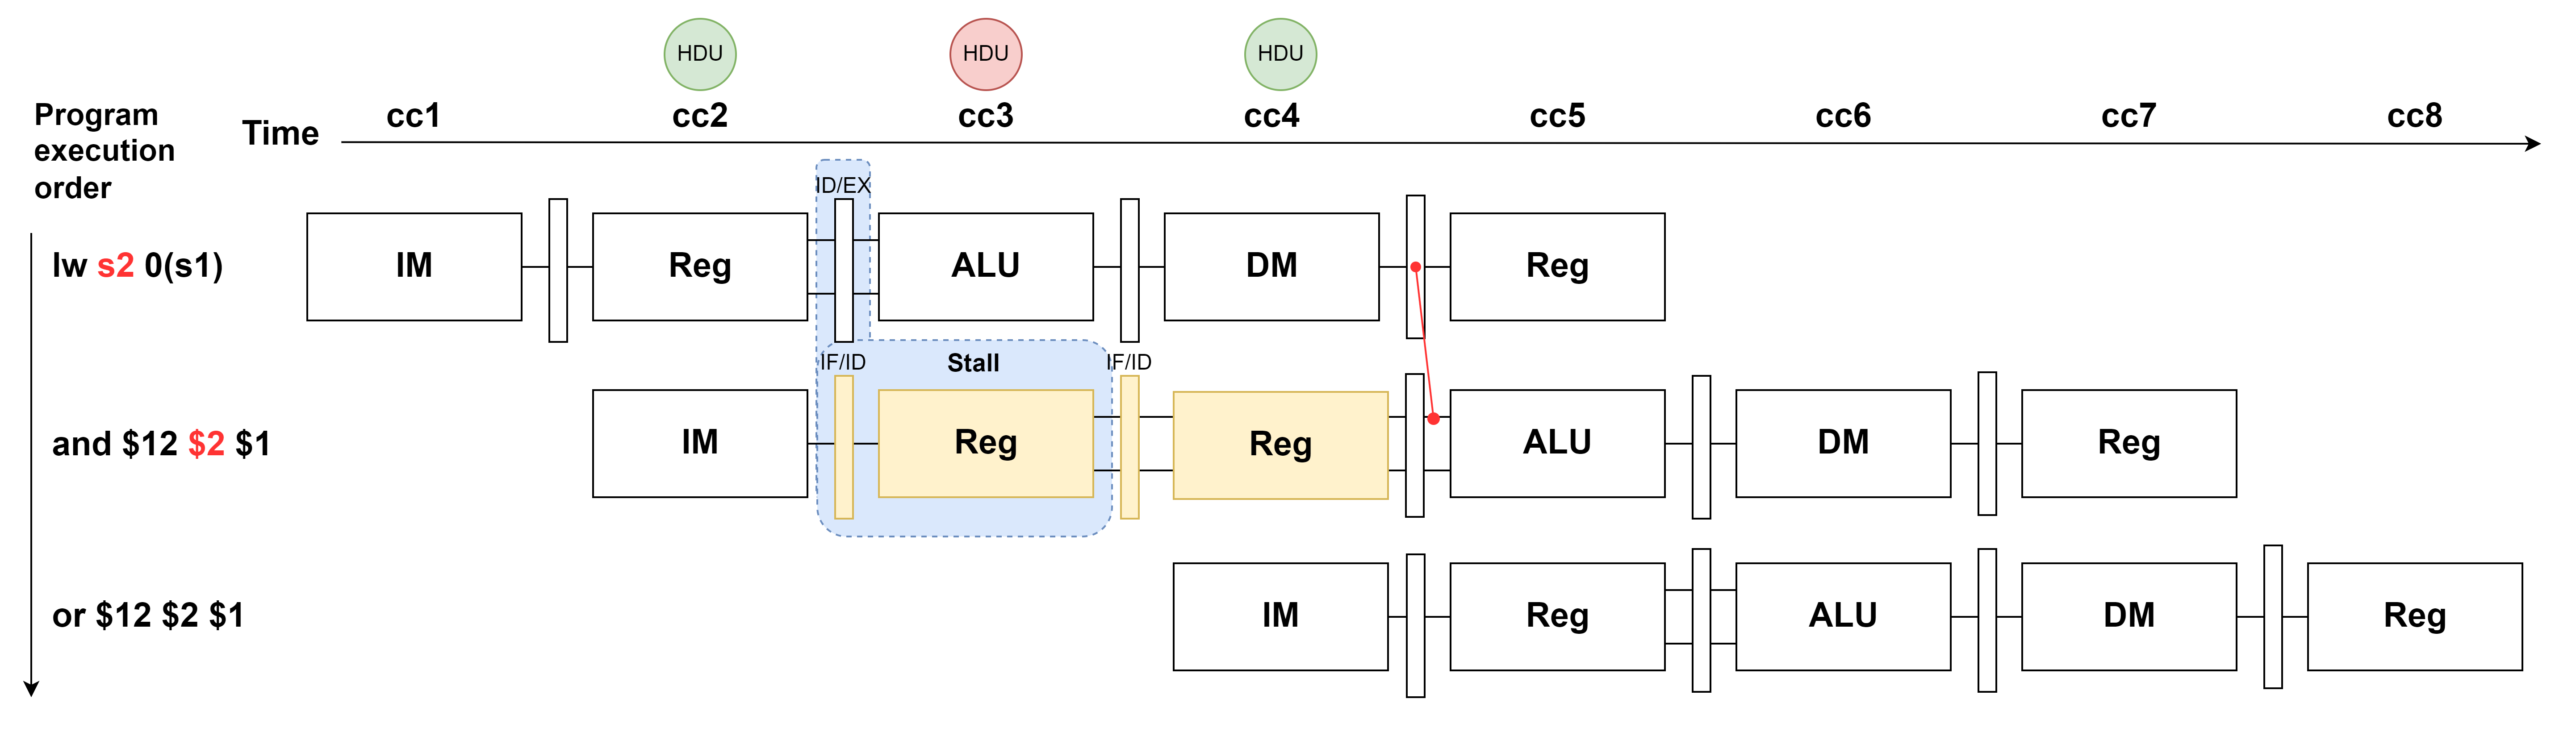 HDU HDU HDU
Program
execution
order
Time cc1 cc2 cc3 cc4 cc5 cc6 cc7 cc8
ID/EX
lw s2 0(s1) IM Reg ALU DM Reg
IF/ID Stall IF/ID
and $12 $2 $1 IM Reg Reg ALU DM Reg
or $12 $2 $1 IM Reg ALU DM Reg